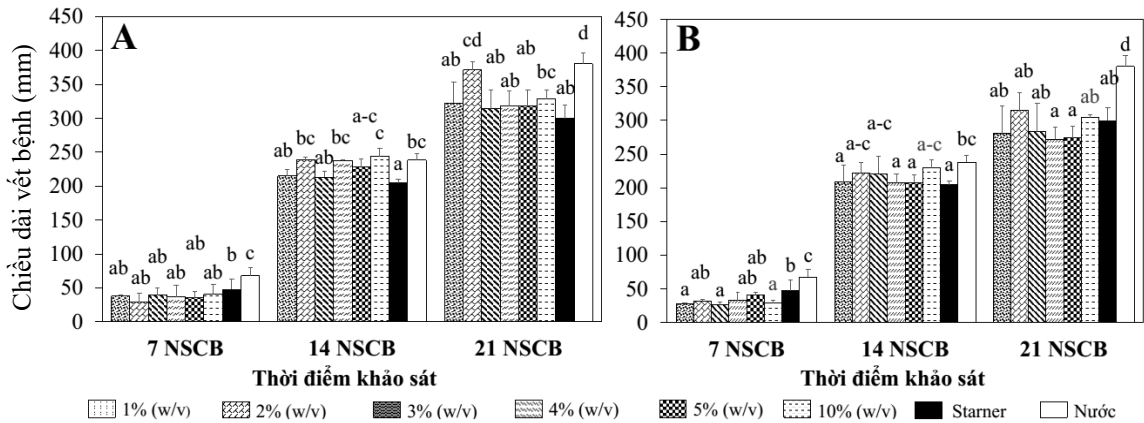 A
B
Chiều dài vết bệnh (mm)
450
400
350
300
250
200
150
100
50
0
ab ab ab ab ab ab b c
ab bc ab bc a-c c a bc
ab cd ab ab ab bc ab d
7 NSCB 14 NSCB 21 NSCB
Thời điểm khảo sát
450
400
350
300
250
200
150
100
50
0
a ab a ab ab a b c
a a-c a-c a a a-c a bc
ab ab ab a a ab ab d
7 NSCB 14 NSCB 21 NSCB
Thời điểm khảo sát
1% (w/v) 2% (w/v) 3% (w/v) 4% (w/v) 5% (w/v) 10% (w/v) Starner Nước